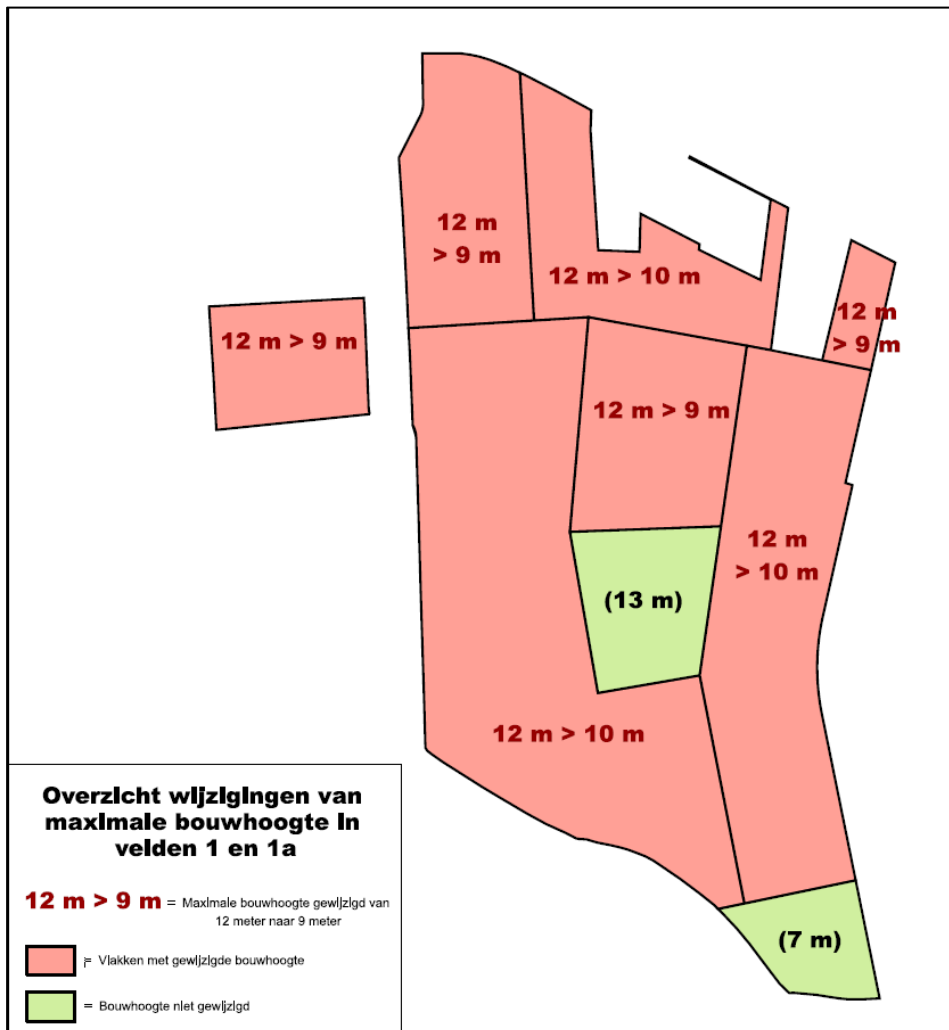 12 m
> 9 m
12 m > 10 m
12 m
> 9 m
12 m > 9 m
12 m > 9 m
12 m
> 10 m
(13 m)
12 m > 10 m
(7 m)
Overzicht wijzigingen van
maximale bouwhoogte in
velden 1 en 1a
12 m > 9 m = Maximale bouwhoogte gewijzigd van
12 meter naar 9 meter
= Vlakken met gewijzigde bouwhoogte
= Bouwhoogte niet gewijzigd